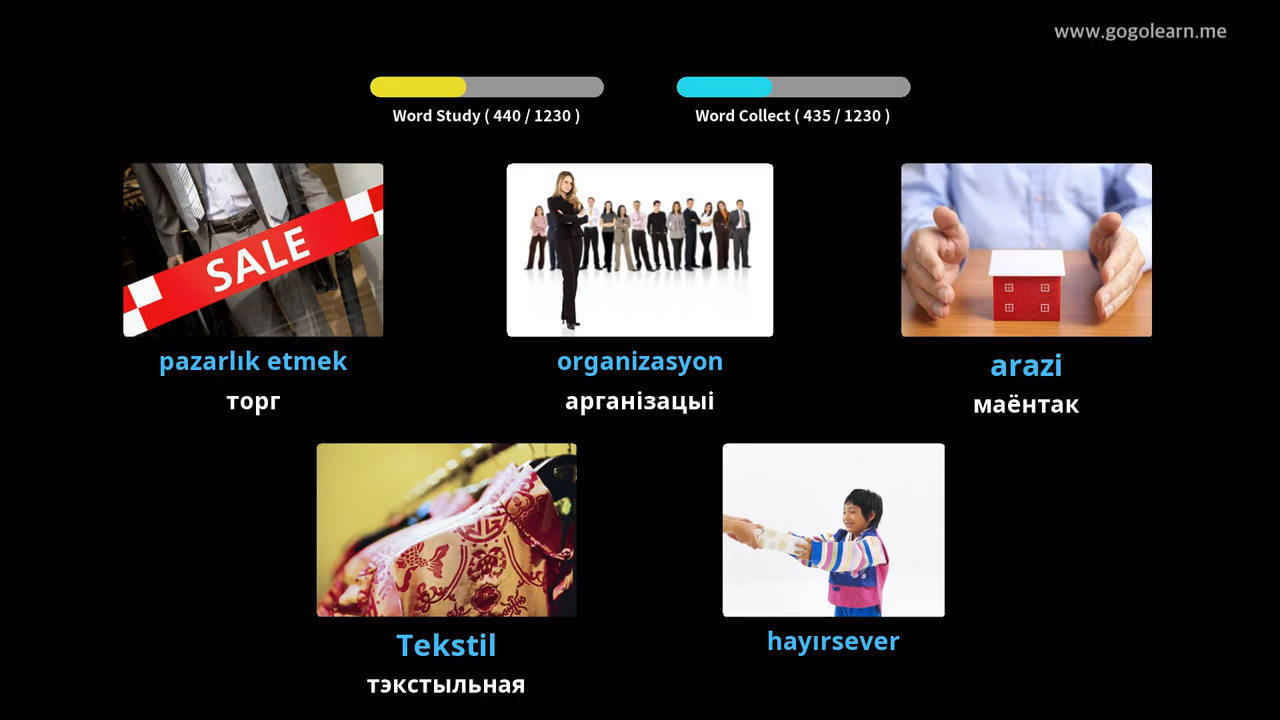 www.gogolearn.me
Word Study ( 440 / 1230 )
Word Collect ( 435 / 1230 )
SALE
pazarlık etmek
торг
organizasyon
арганізацыі
arazi
маёнтак
Tekstil
тэкстыльная
hayırsever